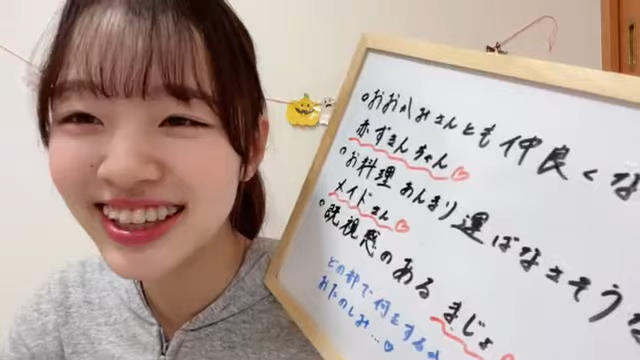 おおかみさんとも仲良くな
赤ずきんちゃん♡
お料理あんまり運ばなさそうな
メイドさん♡
既視感のあるまじょ♡
どの部で何をするか
おたのしみ…♡